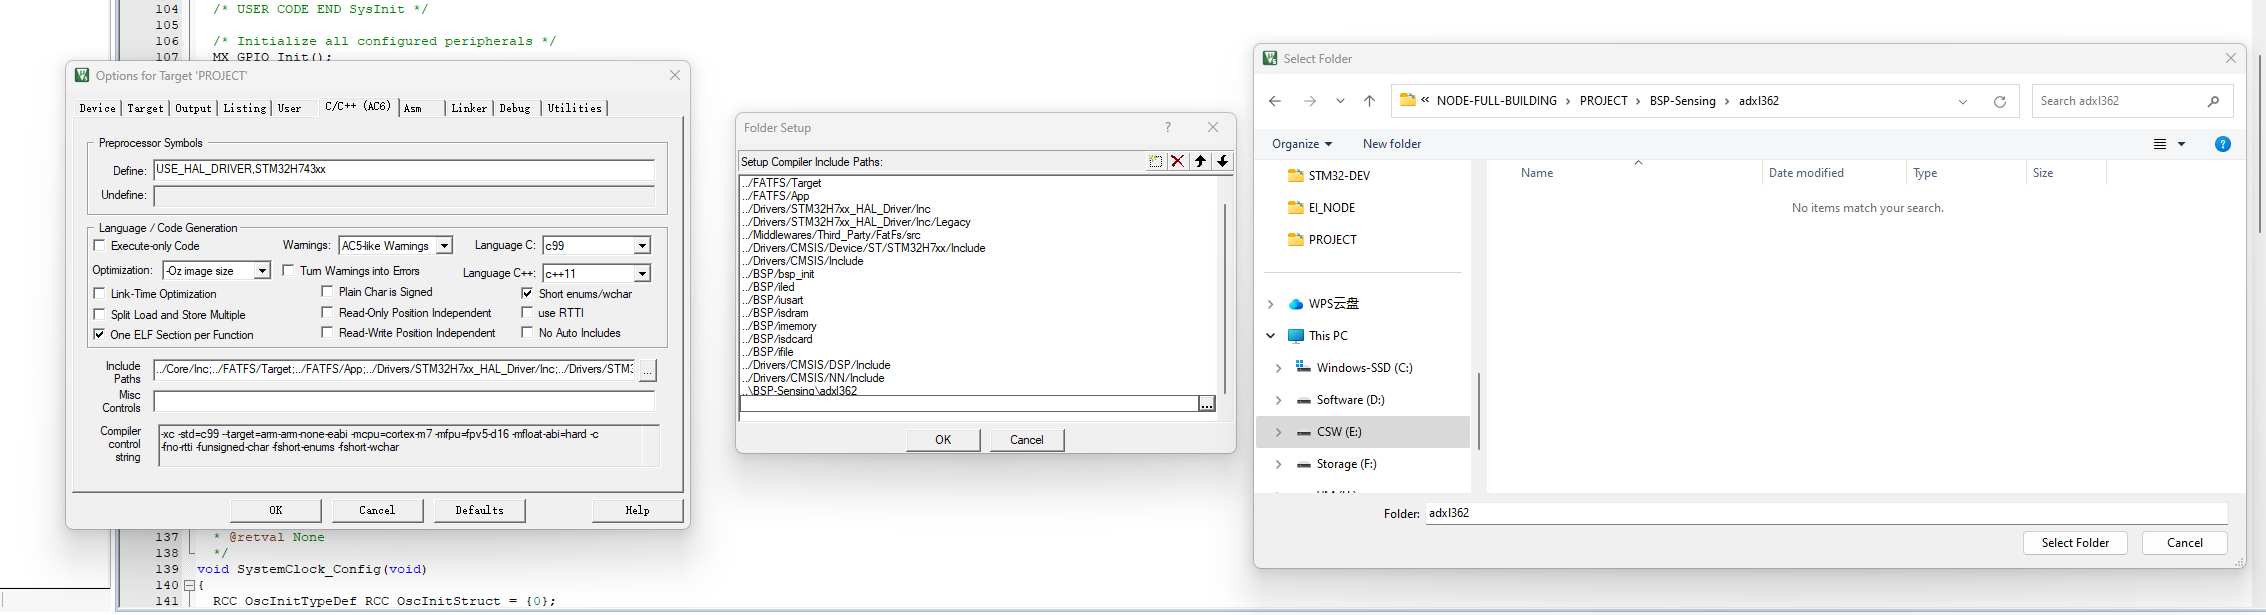 104 /* USER CODE END SysInit */
105
106 /* Initialize all configured peripherals */
107 MX_GPIO_Init();
Options for Target 'PROJECT'
Device Target Output Listing User C/C++ (AC6) Asm Linker Debug Utilities
Preprocessor Symbols
Define: USE_HAL_DRIVER,STM32H743xx
Undefine:
Language / Code Generation
Execute-only Code Warnings: AC5-like Warnings Language C: c99
Optimization: -Oz image size Turn Warnings into Errors Language C++: c++11
Link-Time Optimization Plain Char is Signed Short enums/wchar
Split Load and Store Multiple Read-Only Position Independent use RTTI
One ELF Section per Function Read-Write Position Independent No Auto Includes
Include Paths ../Core/Inc;../FATFS/Target;../FATFS/App;../Drivers/STM32H7xx_HAL_Driver/Inc;../Drivers/STM3 ...
Misc Controls
Compiler control string -xc -std=c99 --target=arm-arm-none-eabi -mcpu=cortex-m7 -mfpu=fpv5-d16 -mfloat-abi=hard -c
-fno-rtti -funsigned-char -fshort-enums -fshort-wchar
OK Cancel Defaults Help
137 * @retval None
138 */
139 void SystemClock_Config(void)
140 {
141 RCC_OscInitTypeDef RCC_OscInitStruct = {0};
Folder Setup ?
Setup Compiler Include Paths:
../FATFS/Target
../FATFS/App
../Drivers/STM32H7xx_HAL_Driver/Inc
../Drivers/STM32H7xx_HAL_Driver/Inc/Legacy
../Middlewares/Third_Party/FatFs/src
../Drivers/CMSIS/Device/ST/STM32H7xx/Include
../Drivers/CMSIS/Include
../BSP/bsp_init
../BSP/iled
../BSP/iusart
../BSP/isdram
../BSP/imemory
../BSP/isdcard
../BSP/ifile
../Drivers/CMSIS/DSP/Include
../Drivers/CMSIS/NN/Include
..\BSP-Sensing\adxl362
...
OK Cancel
Select Folder
« NODE-FULL-BUILDING › PROJECT › BSP-Sensing › adxl362 Search adxl362
Organize New folder ?
Name Date modified Type Size
No items match your search.
STM32-DEV
EI_NODE
PROJECT
WPS云盘
This PC
Windows-SSD (C:)
Software (D:)
CSW (E:)
Storage (F:)
Folder: adxl362
Select Folder Cancel